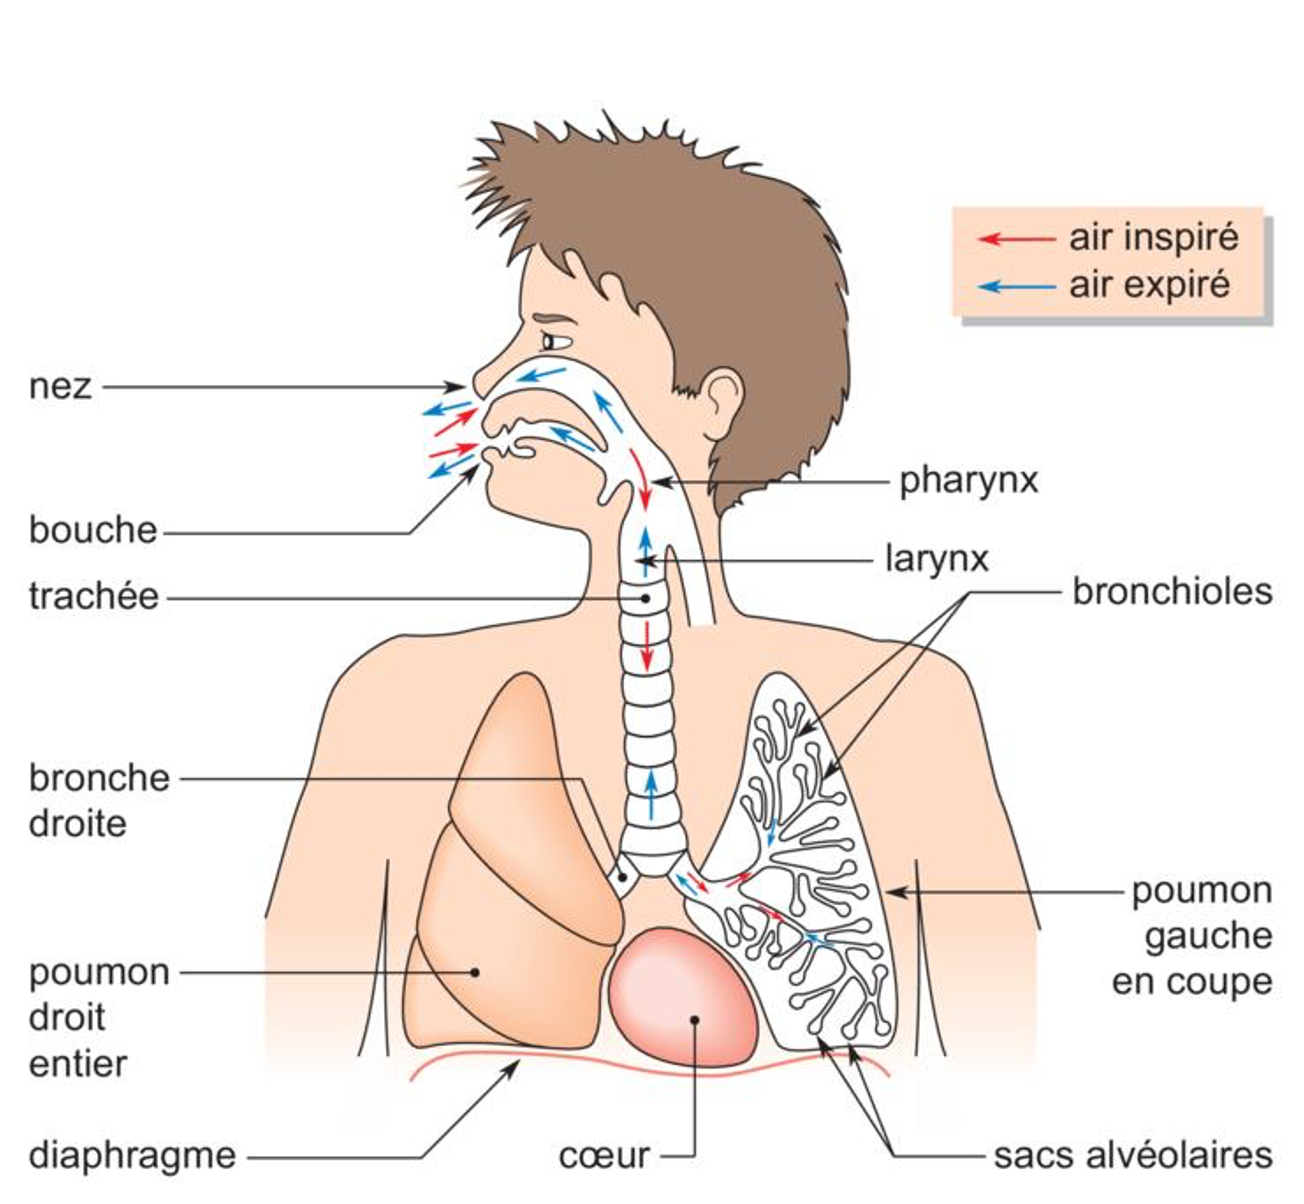 air inspiré
air expiré
nez
bouche
trachée
bronche
droite
poumon
droit
entier
diaphragme
cœur
pharynx
larynx
bronchioles
poumon
gauche
en coupe
sacs alvéolaires